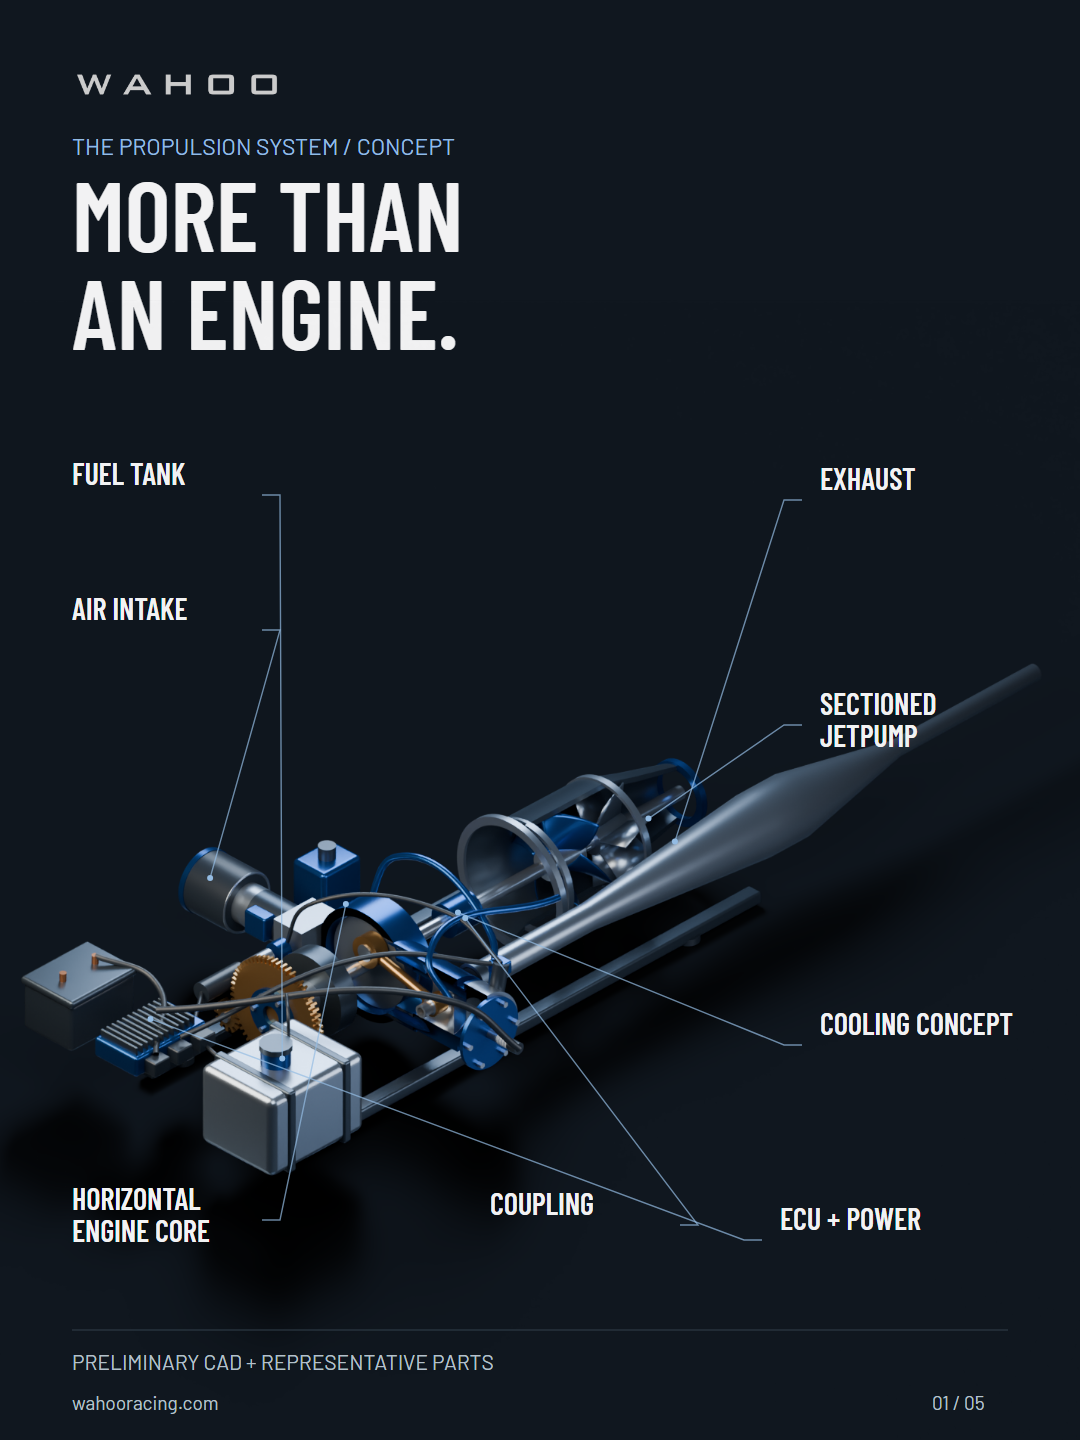 WAHOO
THE PROPULSION SYSTEM / CONCEPT
MORE THAN
AN ENGINE.
FUEL TANK
EXHAUST
AIR INTAKE
SECTIONED
JETPUMP
COOLING CONCEPT
HORIZONTAL
ENGINE CORE
COUPLING
ECU + POWER
PRELIMINARY CAD + REPRESENTATIVE PARTS
wahooracing.com
01 / 05